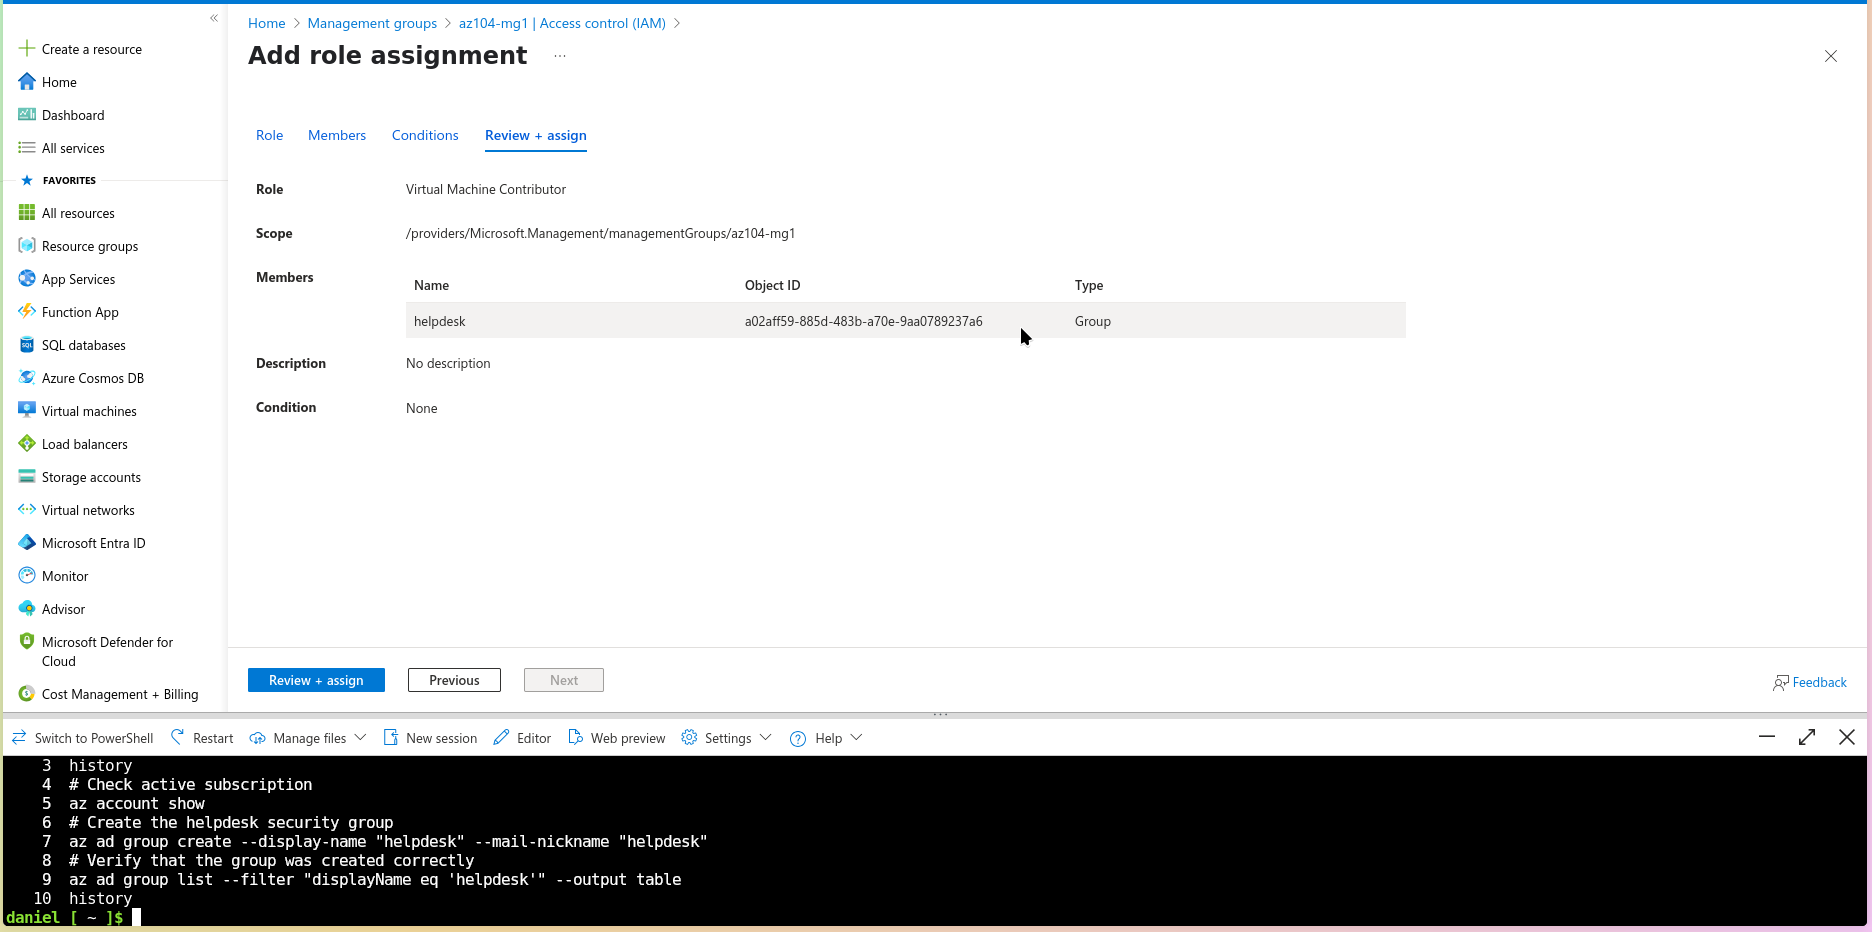 Home > Management groups > az104-mg1 | Access control (IAM) >
Add role assignment ...
«
Create a resource
Home
Dashboard
All services
FAVORITES
All resources
Resource groups
App Services
Function App
SQL databases
Azure Cosmos DB
Virtual machines
Load balancers
Storage accounts
Virtual networks
Microsoft Entra ID
Monitor
Advisor
Microsoft Defender for
Cloud
Cost Management + Billing
Role Members Conditions Review + assign
Role Virtual Machine Contributor
Scope /providers/Microsoft.Management/managementGroups/az104-mg1
Members Name Object ID Type
helpdesk a02aff59-885d-483b-a70e-9aa0789237a6 Group
Description No description
Condition None
Review + assign Previous Next
Feedback
Switch to PowerShell Restart Manage files New session Editor Web preview Settings Help
3 history
4 # Check active subscription
5 az account show
6 # Create the helpdesk security group
7 az ad group create --display-name "helpdesk" --mail-nickname "helpdesk"
8 # Verify that the group was created correctly
9 az ad group list --filter "displayName eq 'helpdesk'" --output table
10 history
daniel [ ~ ]$